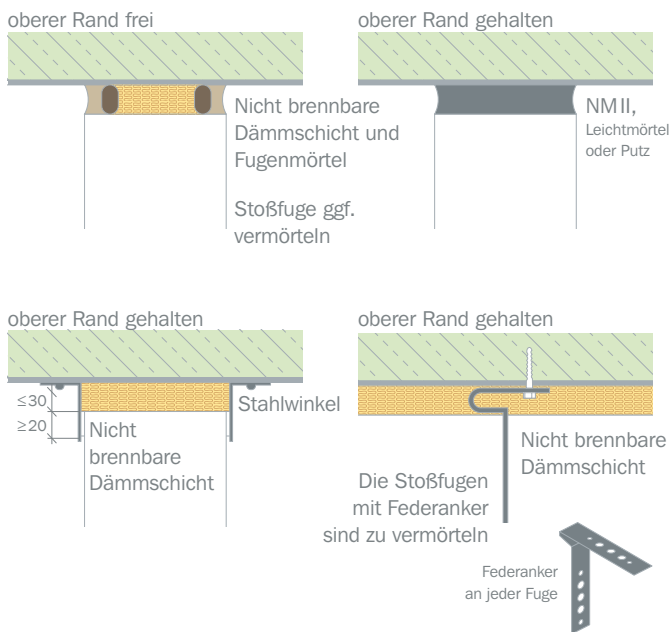 oberer Rand frei
Nicht brennbare
Dämmschicht und
Fugenmörtel
Stoßfuge ggf.
vermörteln
oberer Rand gehalten
NM II,
Leichtmörtel
oder Putz
oberer Rand gehalten
≤30
≥20
Stahlwinkel
Nicht
brennbare
Dämmschicht
oberer Rand gehalten
Nicht brennbare
Dämmschicht
Die Stoßfugen
mit Federanker
sind zu vermörteln
Federanker
an jeder Fuge